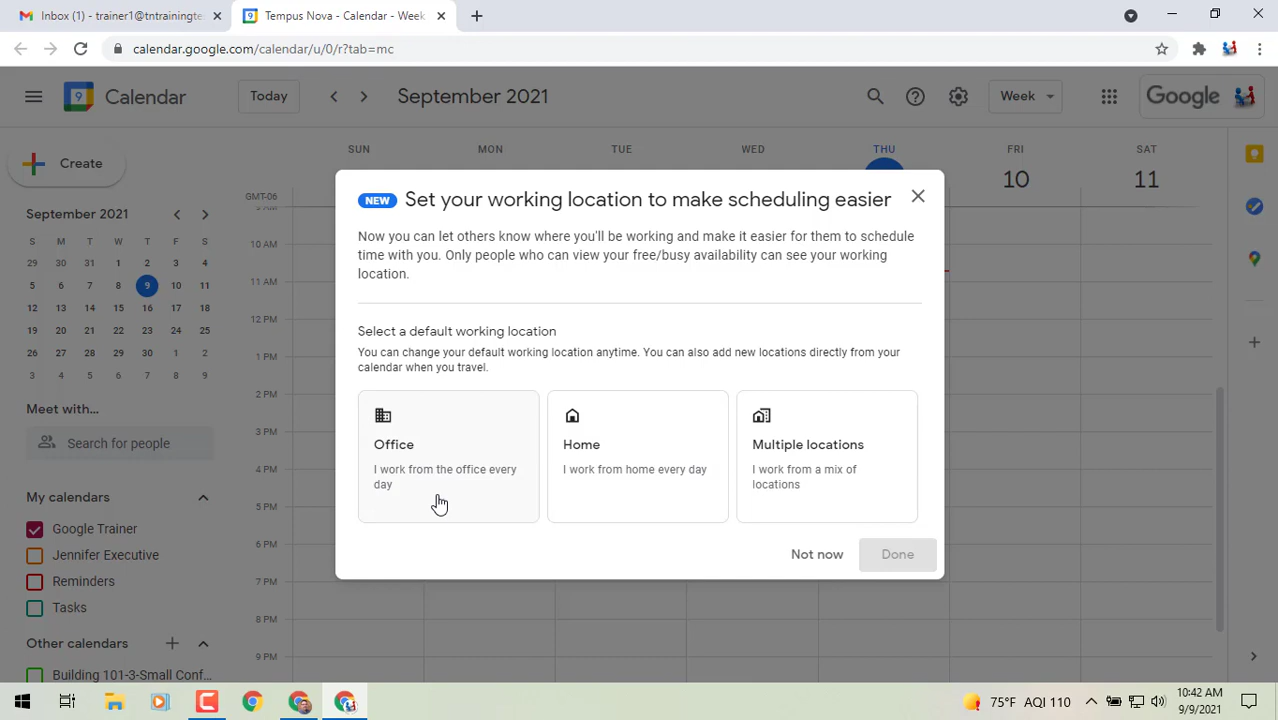 Inbox (1) - trainer1@tntrainingte
Tempus Nova - Calendar - Week
calendar.google.com/calendar/u/0/r?tab=mc
9 Calendar Today September 2021 Week Google
Create
SUN MON TUE WED THU FRI SAT
10 11
GMT-06
September 2021
S M T W T F S
29 30 31 1 2 3 4
5 6 7 8 9 10 11
12 13 14 15 16 17 18
19 20 21 22 23 24 25
26 27 28 29 30 1 2
3 4 5 6 7 8 9
Meet with...
Search for people
My calendars
Google Trainer
Jennifer Executive
Reminders
Tasks
Other calendars
Building 101-3-Small Conf...
10 AM
11 AM
12 PM
1 PM
2 PM
3 PM
4 PM
5 PM
6 PM
7 PM
8 PM
9 PM
NEW Set your working location to make scheduling easier
Now you can let others know where you'll be working and make it easier for them to schedule
time with you. Only people who can view your free/busy availability can see your working
location.
Select a default working location
You can change your default working location anytime. You can also add new locations directly from your
calendar when you travel.
Office
I work from the office every
day
Home
I work from home every day
Multiple locations
I work from a mix of
locations
Not now Done
75°F AQI 110
10:42 AM
9/9/2021